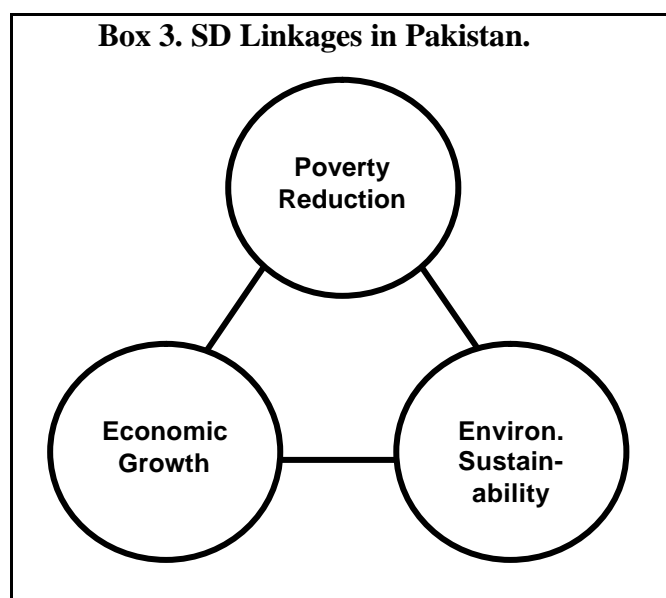 Box 3. SD Linkages in Pakistan.
Poverty
Reduction
Economic
Growth
Environ.
Sustain-
ability